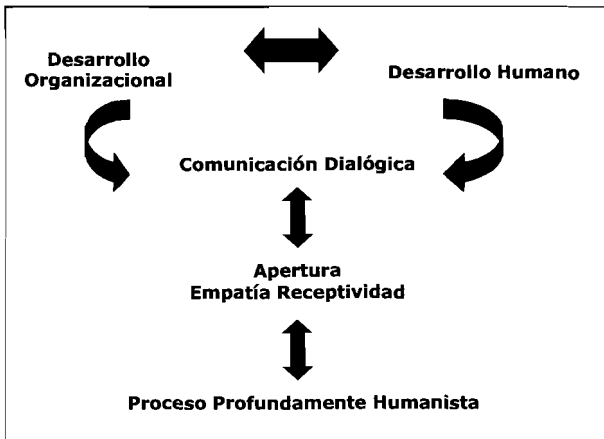 Desarrollo
Organizacional
Desarrollo Humano
Comunicación Dialógica
Apertura
Empatía Receptividad
Proceso Profundamente Humanista